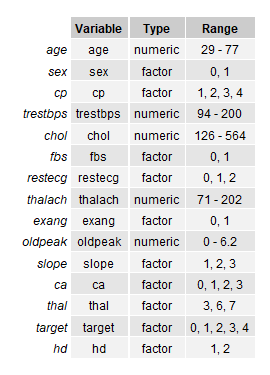 Variable Type Range
age age numeric 29 - 77
sex sex factor 0, 1
cp cp factor 1, 2, 3, 4
trestbps trestbps numeric 94 - 200
chol chol numeric 126 - 564
fbs fbs factor 0, 1
restecg restecg factor 0, 1, 2
thalach thalach numeric 71 - 202
exang exang factor 0, 1
oldpeak oldpeak numeric 0 - 6.2
slope slope factor 1, 2, 3
ca ca factor 0, 1, 2, 3
thal thal factor 3, 6, 7
target target factor 0, 1, 2, 3, 4
hd hd factor 1, 2